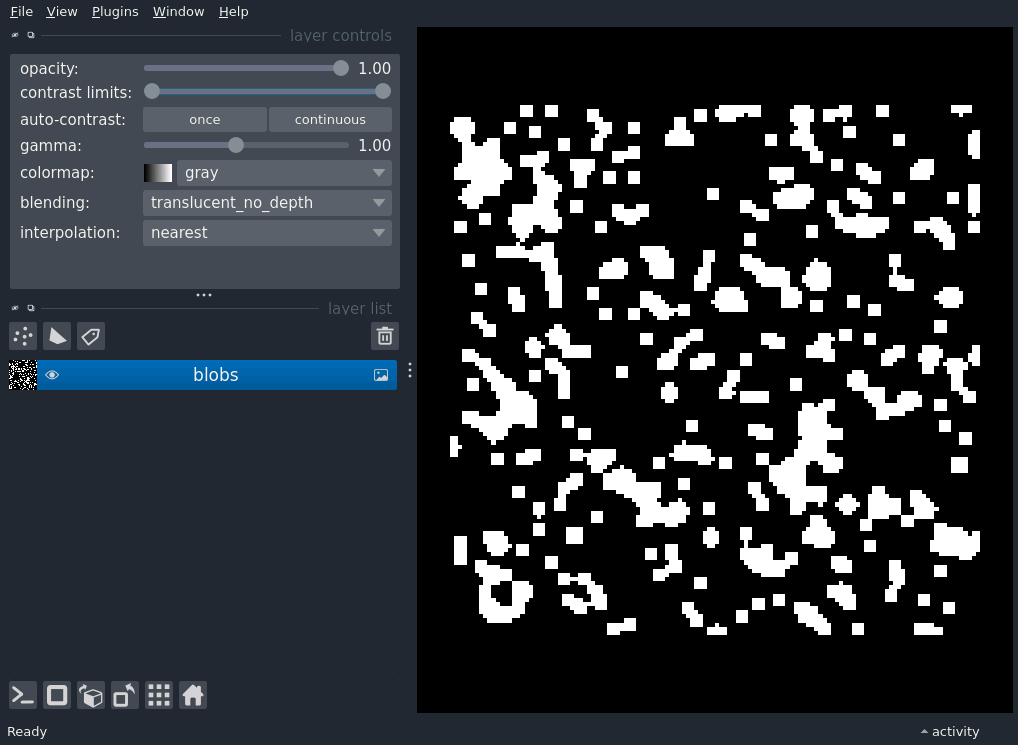 File View Plugins Window Help
layer controls
opacity: 1.00
contrast limits:
auto-contrast: once continuous
gamma: 1.00
colormap: gray
blending: translucent_no_depth
interpolation: nearest
layer list
blobs
Ready activity